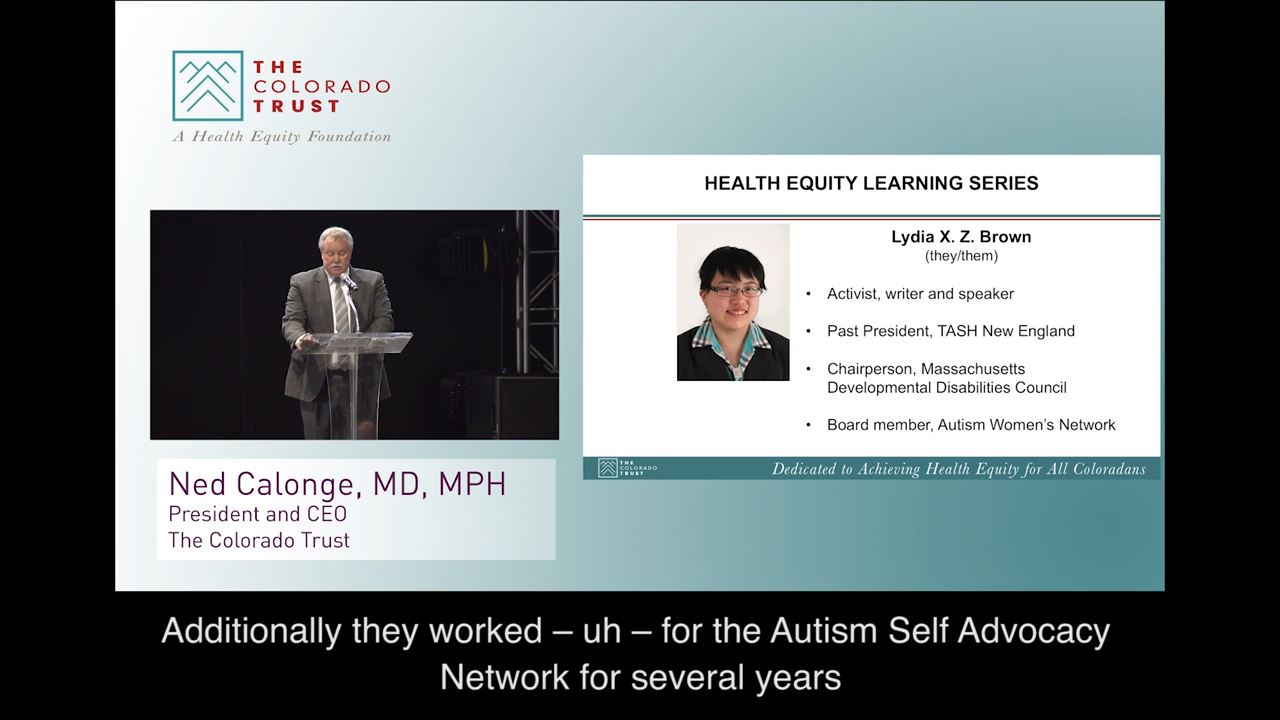 THE
COLORADO
TRUST
A Health Equity Foundation
HEALTH EQUITY LEARNING SERIES
Lydia X. Z. Brown
(they/them)
• Activist, writer and speaker
• Past President, TASH New England
• Chairperson, Massachusetts
Developmental Disabilities Council
• Board member, Autism Women's Network
THE
COLORADO
TRUST
Dedicated to Achieving Health Equity for All Coloradans
Ned Calonge, MD, MPH
President and CEO
The Colorado Trust
Additionally they worked – uh – for the Autism Self Advocacy
Network for several years